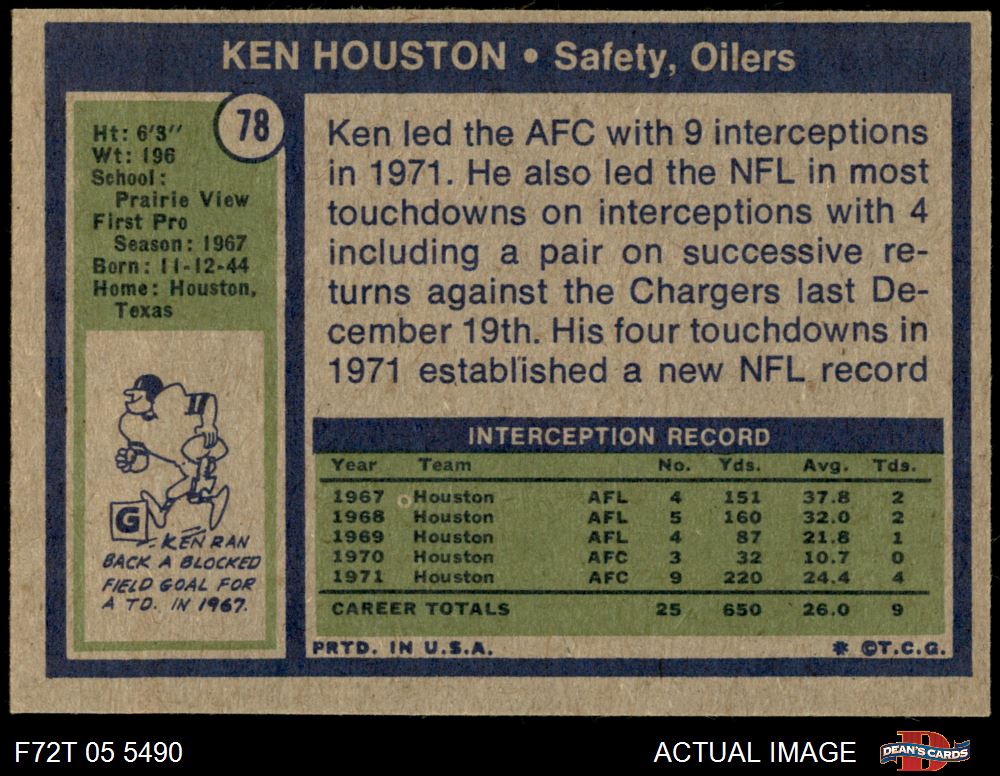 KEN HOUSTON • Safety, Oilers
78
Ht: 6'3"
Wt: 196
School:
Prairie View
First Pro
Season: 1967
Born: 11-12-44
Home: Houston,
Texas
G
KEN RAN
BACK A BLOCKED
FIELD GOAL FOR
A TD. IN 1967.
Ken led the AFC with 9 interceptions
in 1971. He also led the NFL in most
touchdowns on interceptions with 4
including a pair on successive re-
turns against the Chargers last De-
cember 19th. His four touchdowns in
1971 established a new NFL record
INTERCEPTION RECORD
Year Team No. Yds. Avg. Tds.
1967 Houston AFL 4 151 37.8 2
1968 Houston AFL 5 160 32.0 2
1969 Houston AFL 4 87 21.8 1
1970 Houston AFC 3 32 10.7 0
1971 Houston AFC 9 220 24.4 4
CAREER TOTALS 25 650 26.0 9
PRTD. IN U.S.A. * ©T.C.G.
F72T 05 5490 ACTUAL IMAGE D DEAN'S CARDS